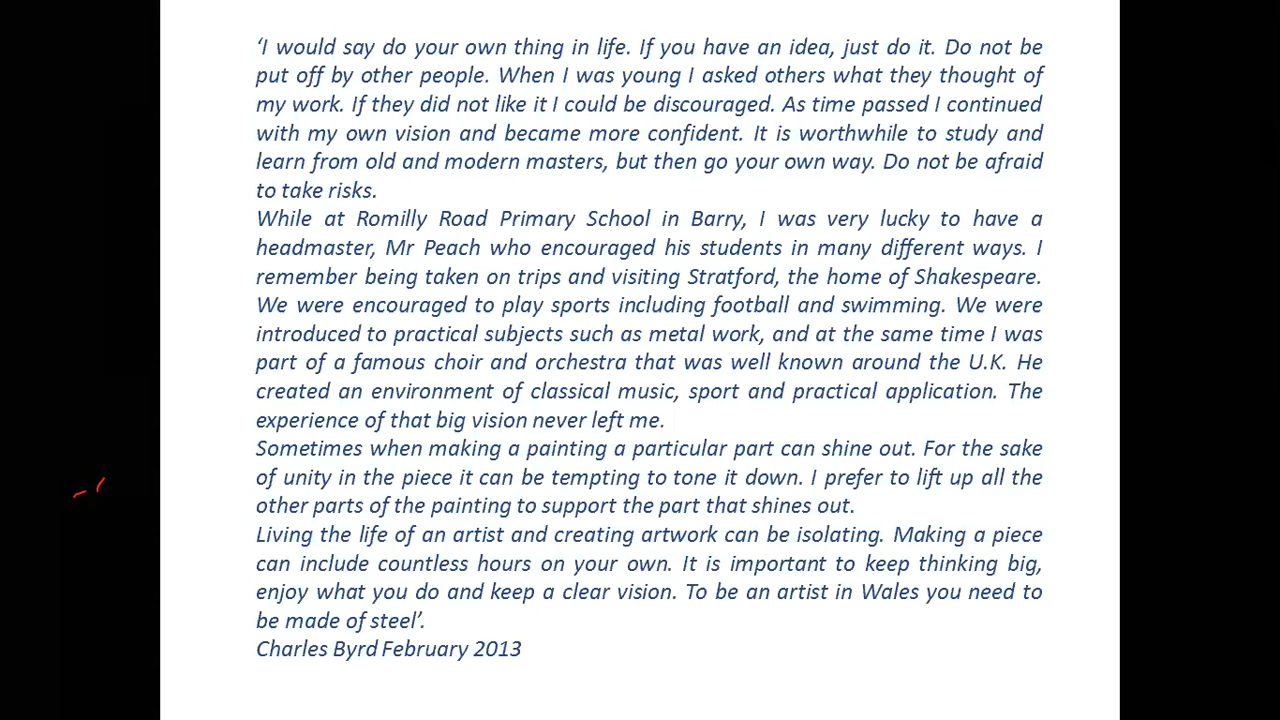 ‘I would say do your own thing in life. If you have an idea, just do it. Do not be
put off by other people. When I was young I asked others what they thought of
my work. If they did not like it I could be discouraged. As time passed I continued
with my own vision and became more confident. It is worthwhile to study and
learn from old and modern masters, but then go your own way. Do not be afraid
to take risks.
While at Romilly Road Primary School in Barry, I was very lucky to have a
headmaster, Mr Peach who encouraged his students in many different ways. I
remember being taken on trips and visiting Stratford, the home of Shakespeare.
We were encouraged to play sports including football and swimming. We were
introduced to practical subjects such as metal work, and at the same time I was
part of a famous choir and orchestra that was well known around the U.K. He
created an environment of classical music, sport and practical application. The
experience of that big vision never left me.
Sometimes when making a painting a particular part can shine out. For the sake
of unity in the piece it can be tempting to tone it down. I prefer to lift up all the
other parts of the painting to support the part that shines out.
Living the life of an artist and creating artwork can be isolating. Making a piece
can include countless hours on your own. It is important to keep thinking big,
enjoy what you do and keep a clear vision. To be an artist in Wales you need to
be made of steel’.
Charles Byrd February 2013